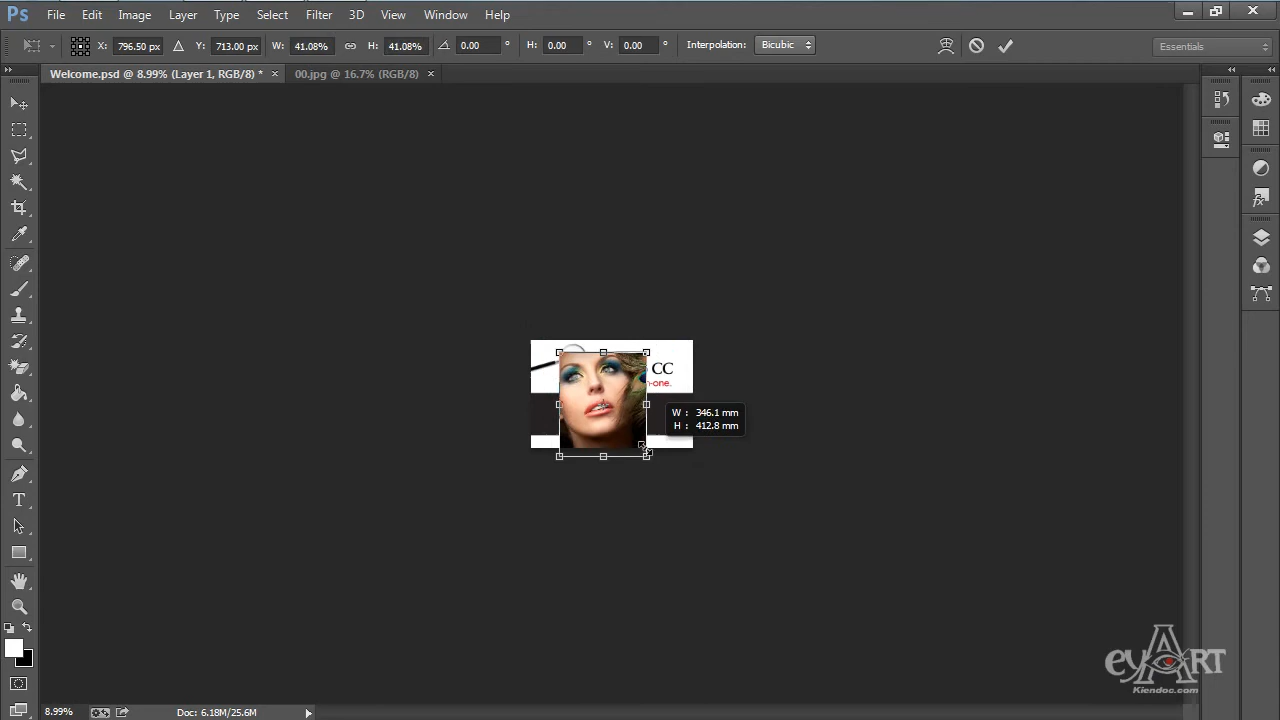 Ps File Edit Image Layer Type Select Filter 3D View Window Help
X: 796.50 px Y: 713.00 px W: 41.08% H: 41.08% 0.00 ° H: 0.00 ° V: 0.00 ° Interpolation: Bicubic Essentials
Welcome.psd @ 8.99% (Layer 1, RGB/8) * × 00.jpg @ 16.7% (RGB/8) ×
CC
n-one.
W : 346.1 mm
H : 412.8 mm
T
fx
eyArt
Kiendoc.com
8.99% Doc: 6.18M/25.6M